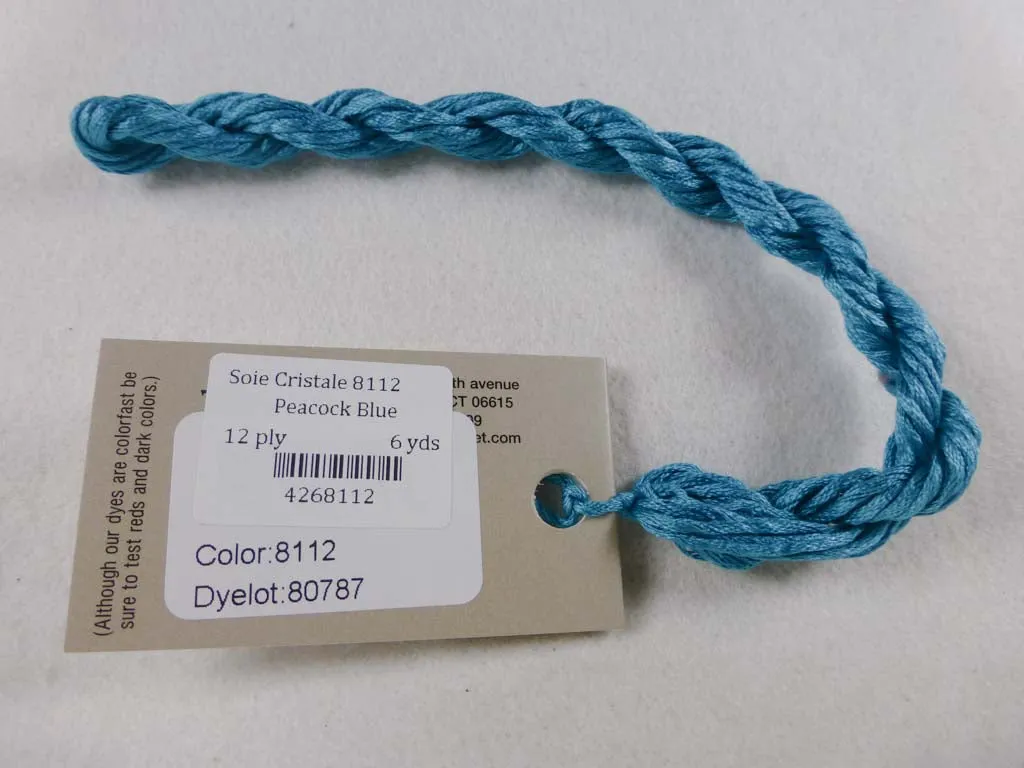 Soie Cristale 8112
Peacock Blue
12 ply 6 yds
4268112
Color:8112
Dyelot:80787
th avenue
CT 06615
09
et.com
(Although our dyes are colorfast be
sure to test reds and dark colors.)